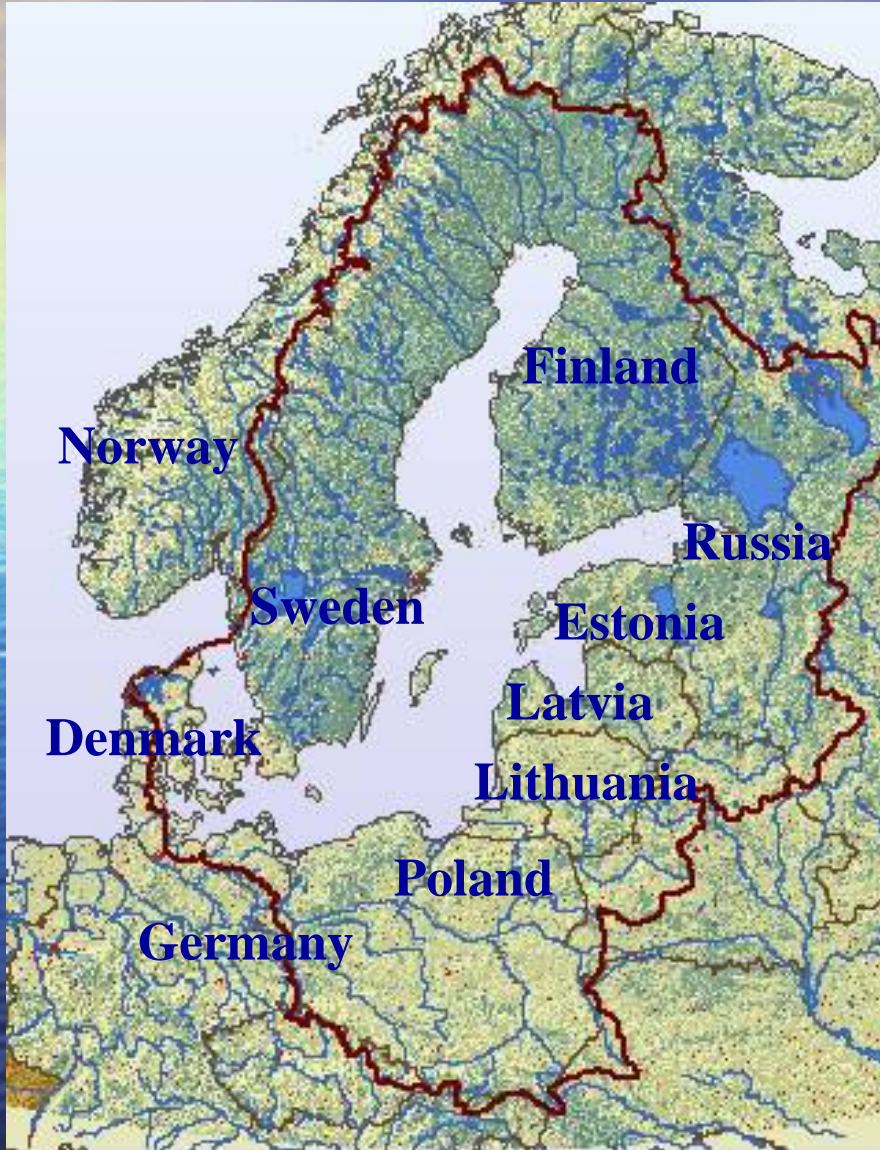 Finland
Norway
Russia
Sweden
Estonia
Latvia
Denmark
Lithuania
Poland
Germany